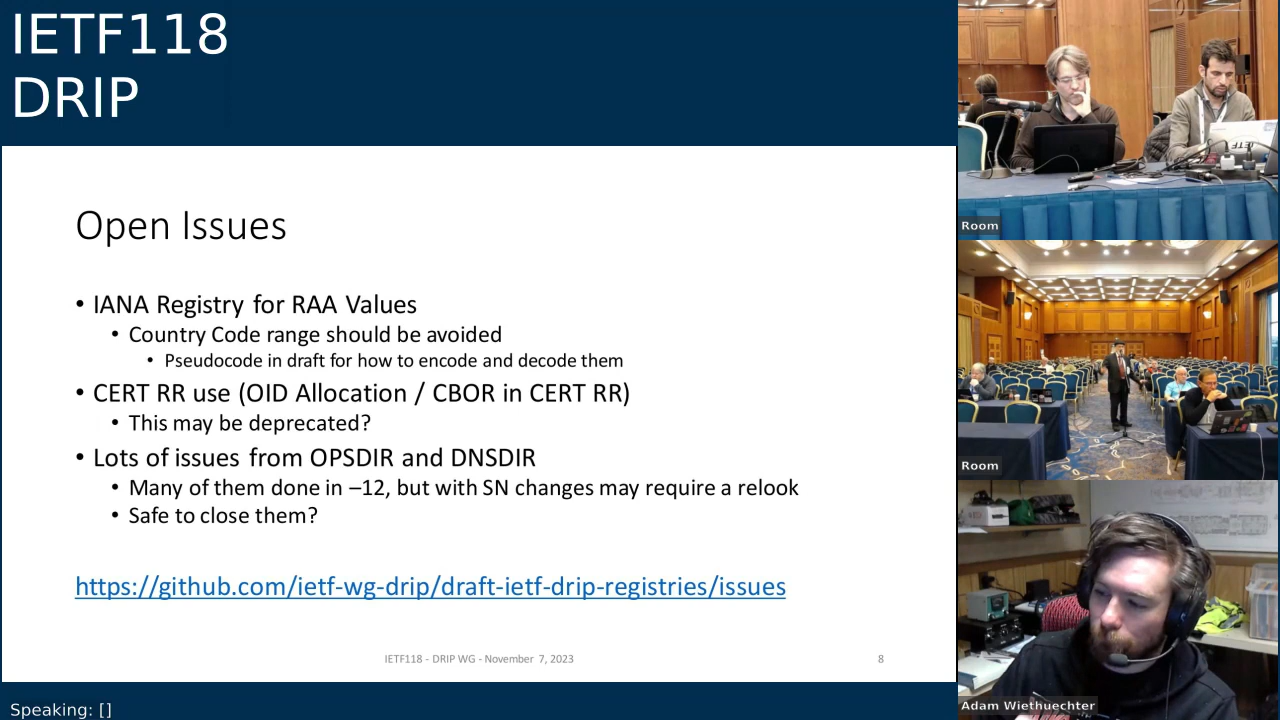 IETF118
DRIP
Open Issues
• IANA Registry for RAA Values
• Country Code range should be avoided
• Pseudocode in draft for how to encode and decode them
• CERT RR use (OID Allocation / CBOR in CERT RR)
• This may be deprecated?
• Lots of issues from OPSDIR and DNSDIR
• Many of them done in –12, but with SN changes may require a relook
• Safe to close them?
https://github.com/ietf-wg-drip/draft-ietf-drip-registries/issues
IETF118 - DRIP WG - November 7, 2023
8
Speaking: []
IETF
Room
Room
Adam Wiethuechter